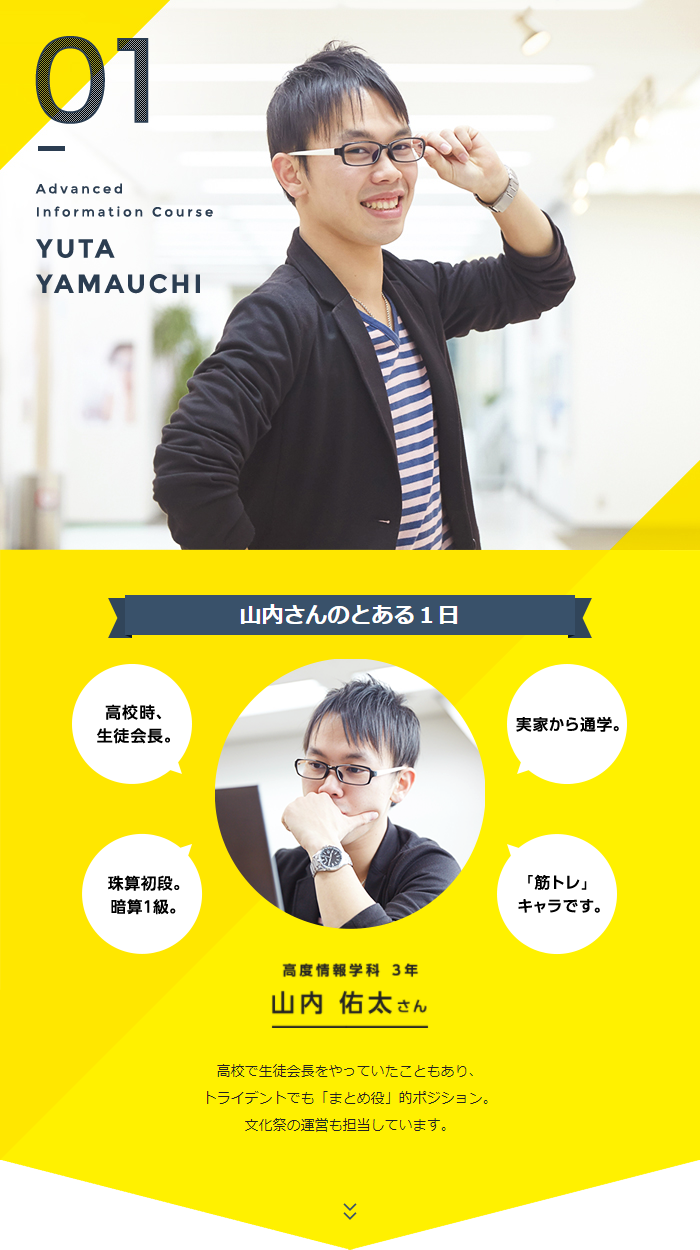 01
Advanced
Information Course
YUTA
YAMAUCHI
山内さんのとある１日
高校時、
生徒会長。
実家から通学。
珠算初段。
暗算1級。
「筋トレ」
キャラです。
高度情報学科 3年
山内 佑太さん
高校で生徒会長をやっていたこともあり、
トライデントでも「まとめ役」的ポジション。
文化祭の運営も担当しています。